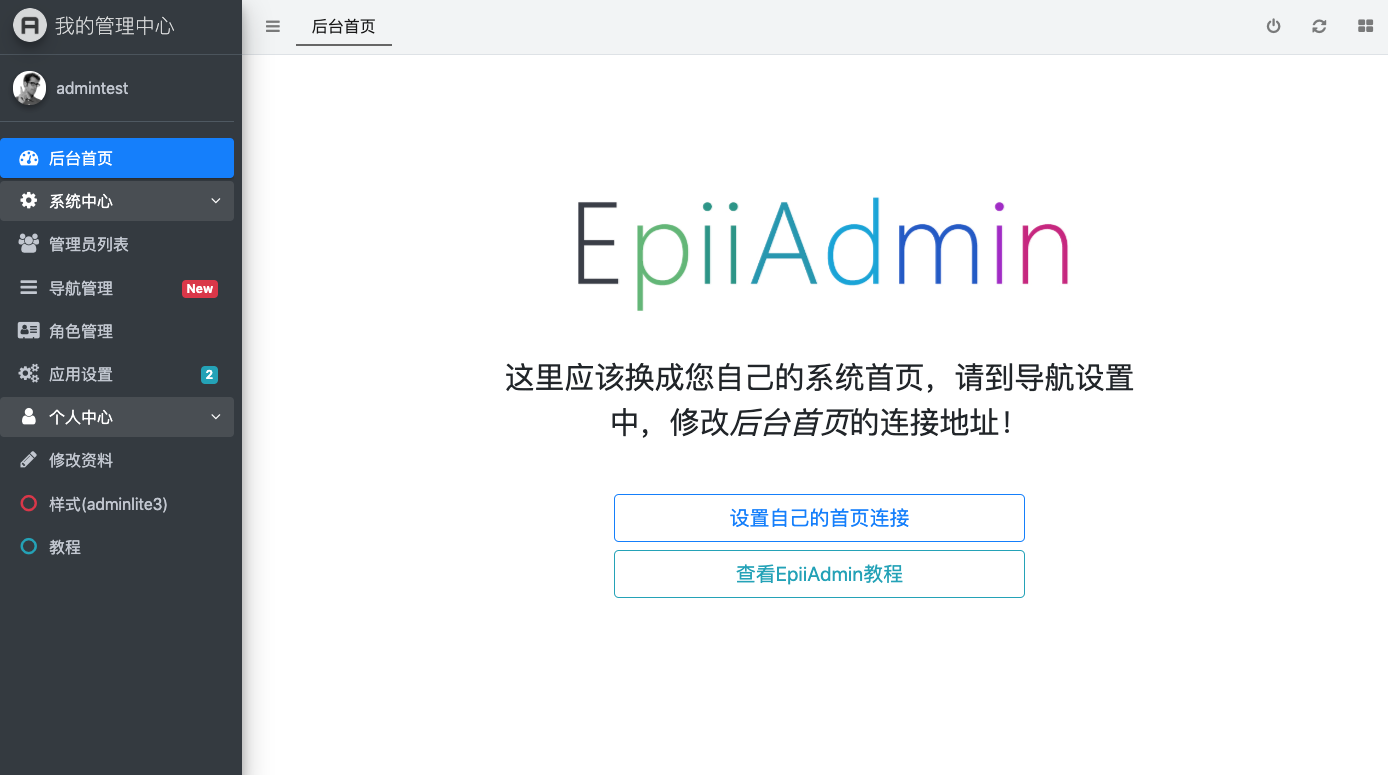 我的管理中心
后台首页
admintest
后台首页
系统中心
管理员列表
导航管理 New
角色管理
应用设置 2
个人中心
修改资料
样式(adminlite3)
教程
EpiiAdmin
这里应该换成您自己的系统首页，请到导航设置
中，修改后台首页的连接地址！
设置自己的首页连接
查看EpiiAdmin教程